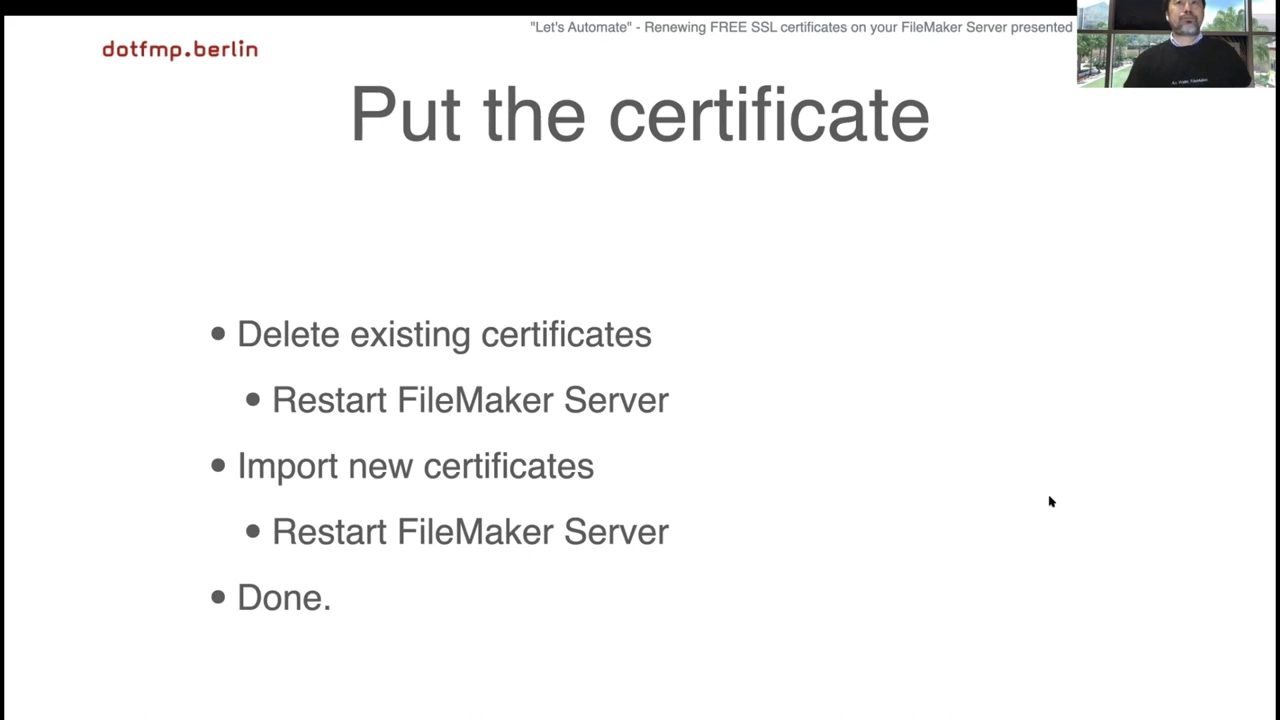 "Let's Automate" - Renewing FREE SSL certificates on your FileMaker Server presented
dotfmp.berlin
Put the certificate
• Delete existing certificates
• Restart FileMaker Server
• Import new certificates
• Restart FileMaker Server
• Done.